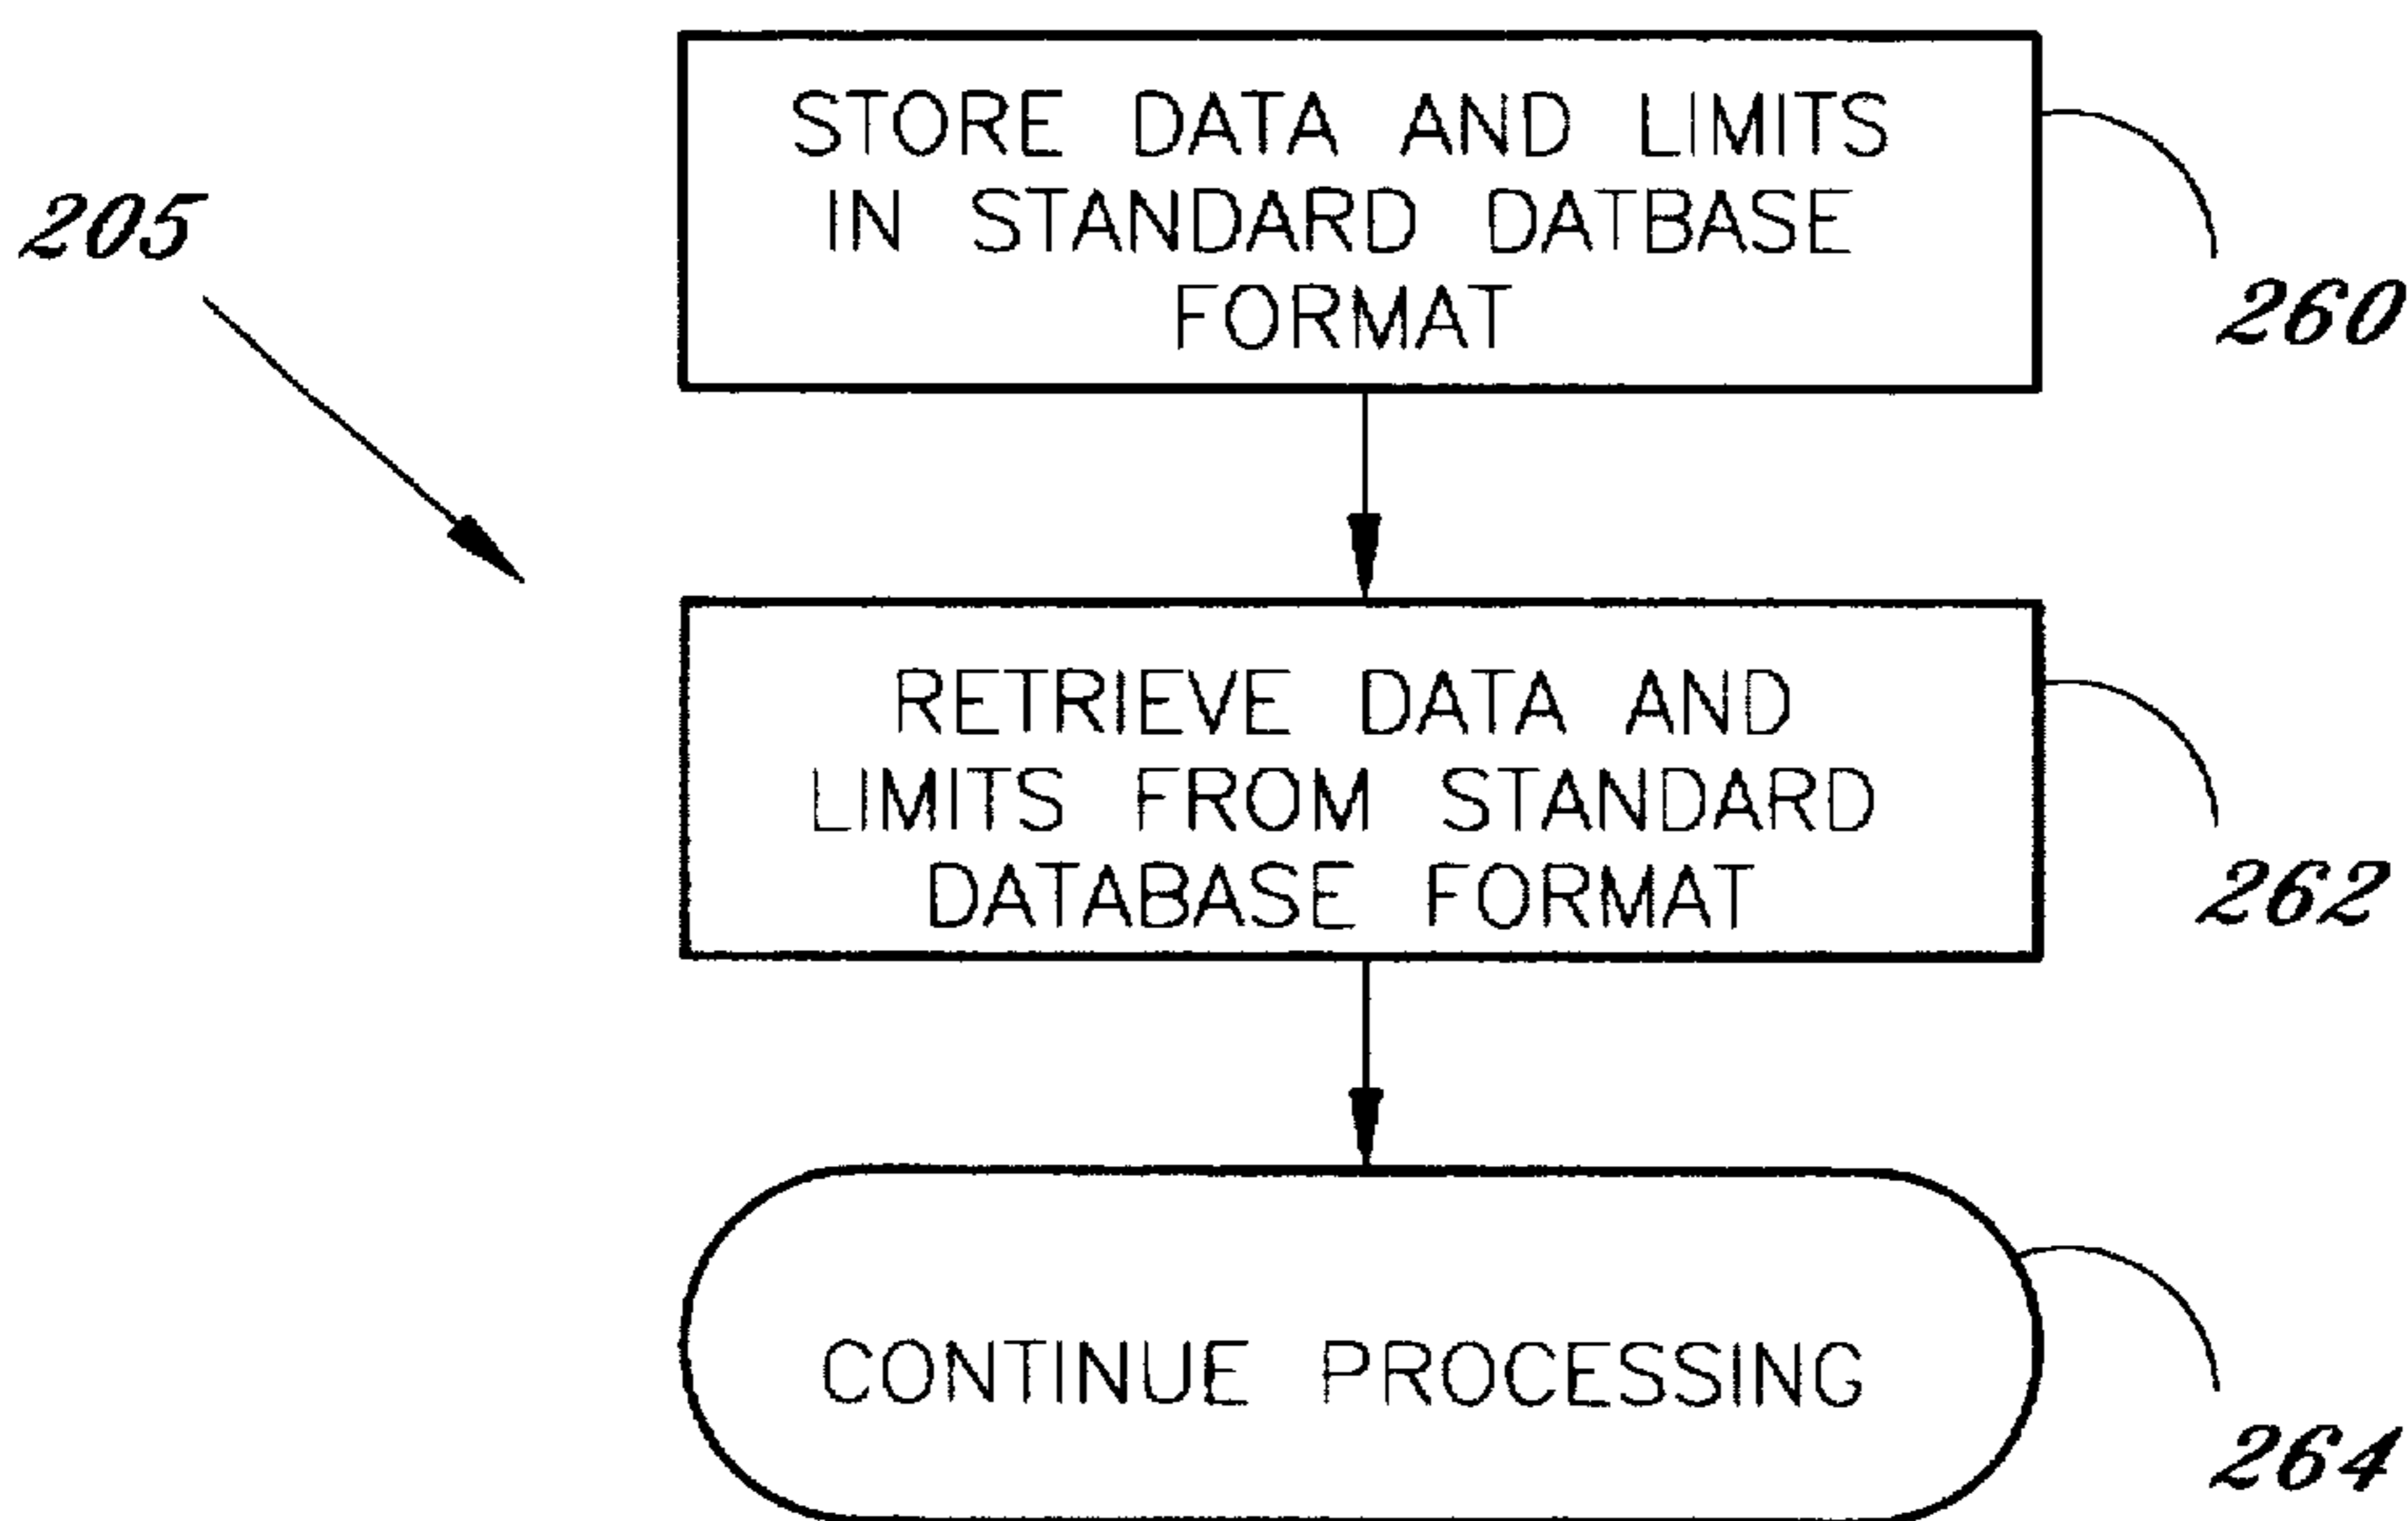 STORE DATA AND LIMITS
IN STANDARD DATBASE
FORMAT
205
260
RETRIEVE DATA AND
LIMITS FROM STANDARD
DATABASE FORMAT
262
CONTINUE PROCESSING
264